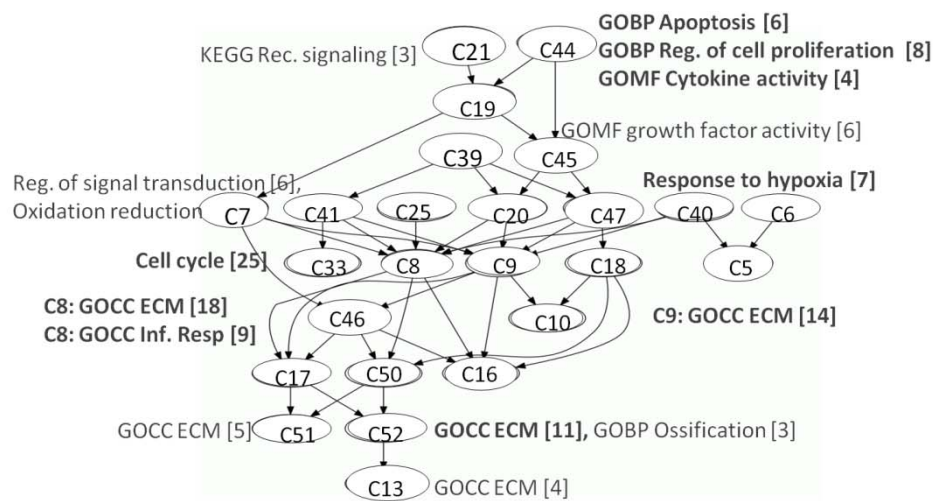 GOBP Apoptosis [6]
KEGG Rec. signaling [3] C21 C44 GOBP Reg. of cell proliferation [8]
GOMF Cytokine activity [4]
C19
GOMF growth factor activity [6]
C39 C45
Reg. of signal transduction [6], Response to hypoxia [7]
Oxidation reduction C7 C41 C25 C20 C47 C40 C6
Cell cycle [25] C33 C8 C9 C18 C5
C8: GOCC ECM [18] C46 C10 C9: GOCC ECM [14]
C8: GOCC Inf. Resp [9]
C17 C50 C16
GOCC ECM [5] C51 C52 GOCC ECM [11], GOBP Ossification [3]
C13 GOCC ECM [4]